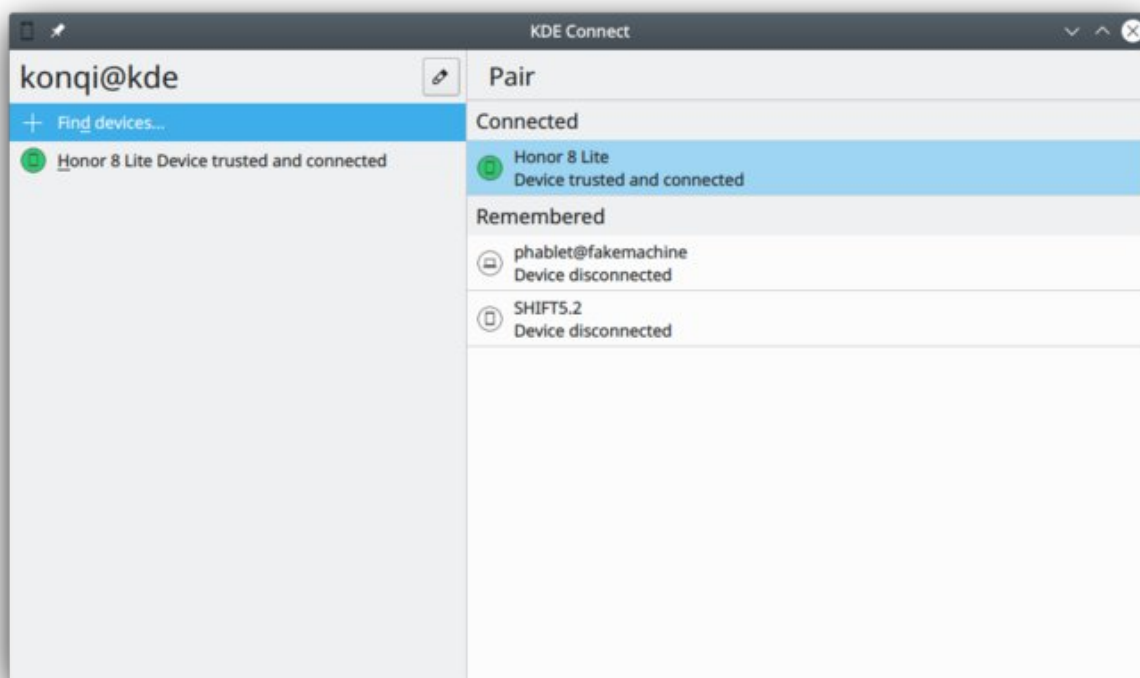 KDE Connect
konqi@kde
Find devices...
Honor 8 Lite Device trusted and connected
Pair
Connected
Honor 8 Lite
Device trusted and connected
Remembered
phablet@fakemachine
Device disconnected
SHIFT5.2
Device disconnected